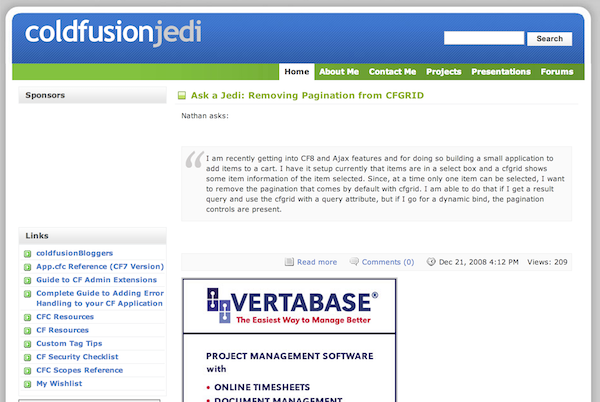 coldfusionjedi
Search
Home About Me Contact Me Projects Presentations Forums
Sponsors
Links
coldfusionBloggers
App.cfc Reference (CF7 Version)
Guide to CF Admin Extensions
Complete Guide to Adding Error
Handling to your CF Application
CFC Resources
CF Resources
Custom Tag Tips
CF Security Checklist
CFC Scopes Reference
My Wishlist
Ask a Jedi: Removing Pagination from CFGRID
Nathan asks:
I am recently getting into CF8 and Ajax features and for doing so building a small application to
add items to a cart. I have it setup currently that items are in a select box and a cfgrid shows
some item information of the item selected. Since, at a time only one item can be selected, I want
to remove the pagination that comes by default with cfgrid. I am able to do that if I get a result
query and use the cfgrid with a query attribute, but if I go for a dynamic bind, the pagination
controls are present.
Read more Comments (0) Dec 21, 2008 4:12 PM Views: 209
VERTABASE®
The Easiest Way to Manage Better
PROJECT MANAGEMENT SOFTWARE
with
• ONLINE TIMESHEETS
• DOCUMENT MANAGEMENT